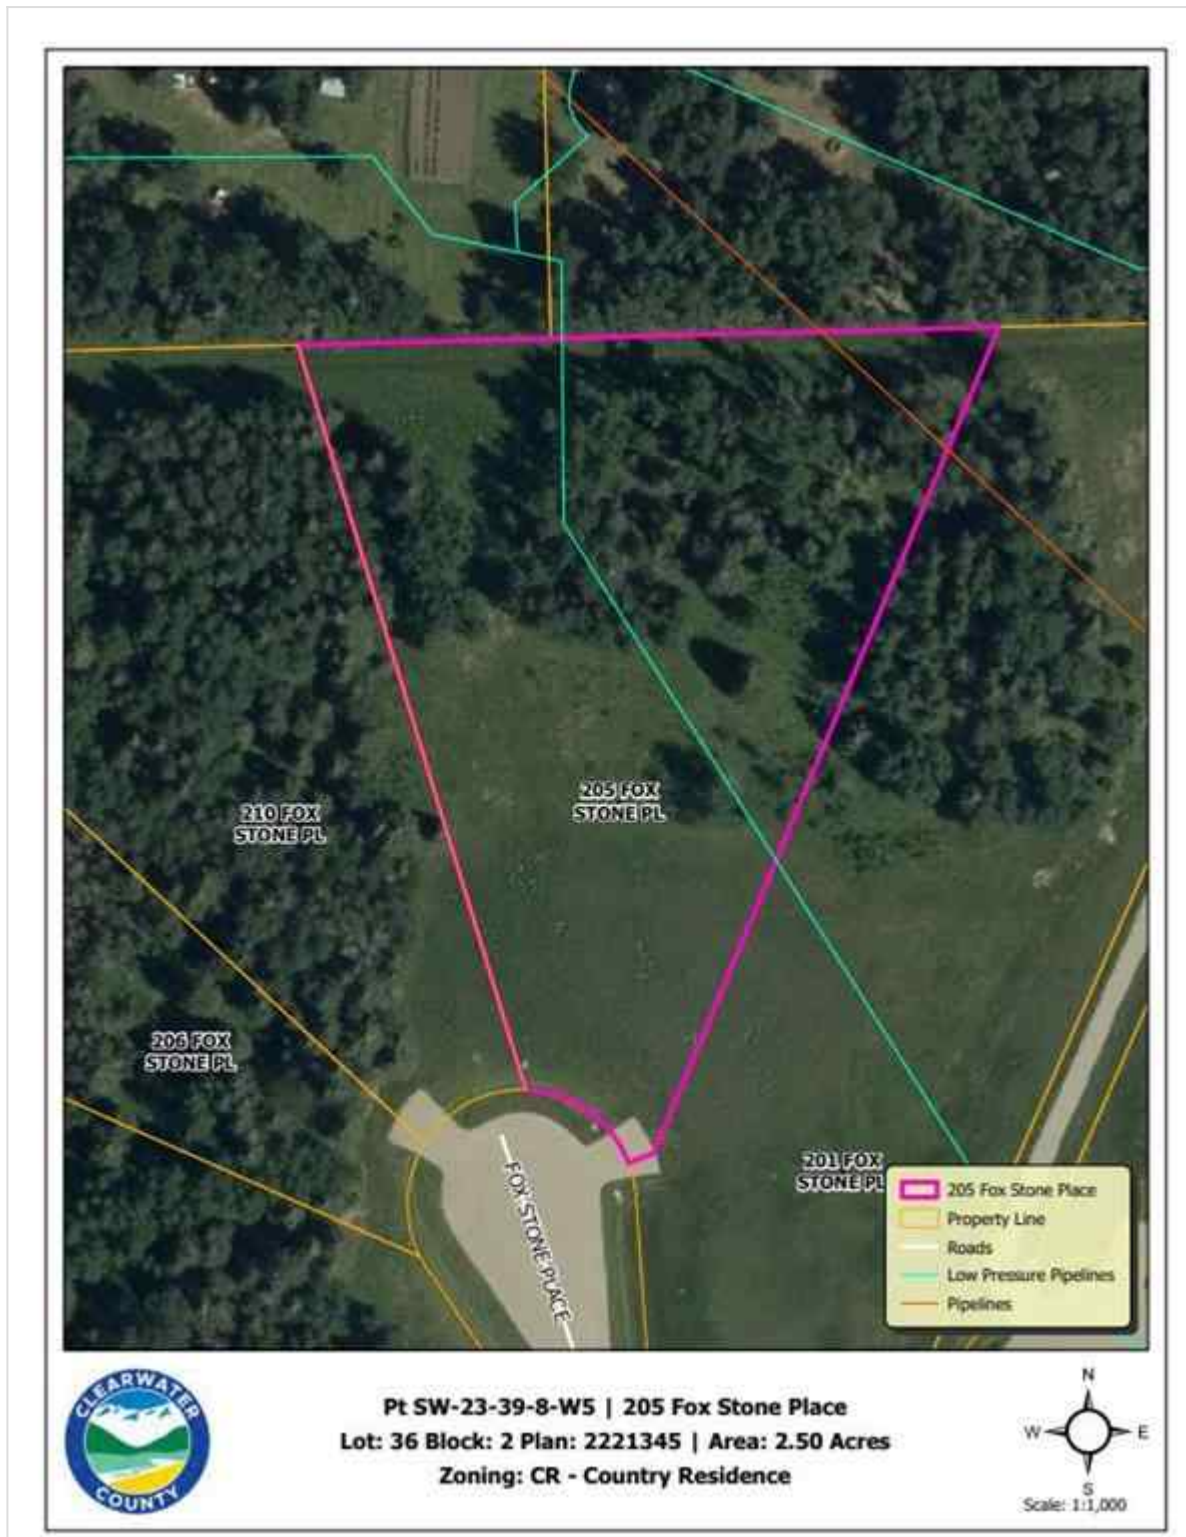 210 FOX
STONE PL
205 FOX
STONE PL
206 FOX
STONE PL
201 FOX
STONE PL
FOX STONE PLACE
205 Fox Stone Place
Property Line
Roads
Low Pressure Pipelines
Pipelines
CLEARWATER
COUNTY
Pt SW-23-39-8-W5 | 205 Fox Stone Place
Lot: 36 Block: 2 Plan: 2221345 | Area: 2.50 Acres
Zoning: CR - Country Residence
N
W E
S
Scale: 1:1,000